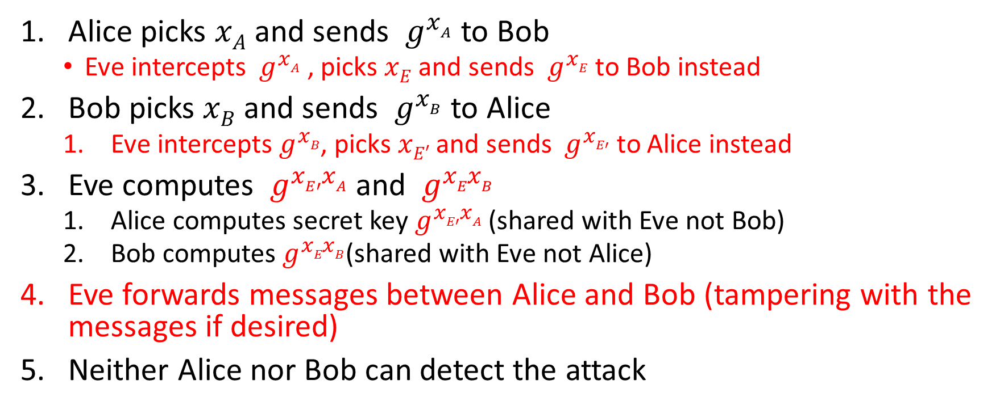 1. Alice picks $x_A$ and sends $g^{x_A}$ to Bob
• Eve intercepts $g^{x_A}$ , picks $x_E$ and sends $g^{x_E}$ to Bob instead
2. Bob picks $x_B$ and sends $g^{x_B}$ to Alice
1. Eve intercepts $g^{x_B}$, picks $x_{E'}$ and sends $g^{x_{E'}}$ to Alice instead
3. Eve computes $g^{x_{E'}x_A}$ and $g^{x_E x_B}$
1. Alice computes secret key $g^{x_{E'}x_A}$ (shared with Eve not Bob)
2. Bob computes $g^{x_E x_B}$(shared with Eve not Alice)
4. Eve forwards messages between Alice and Bob (tampering with the
messages if desired)
5. Neither Alice nor Bob can detect the attack